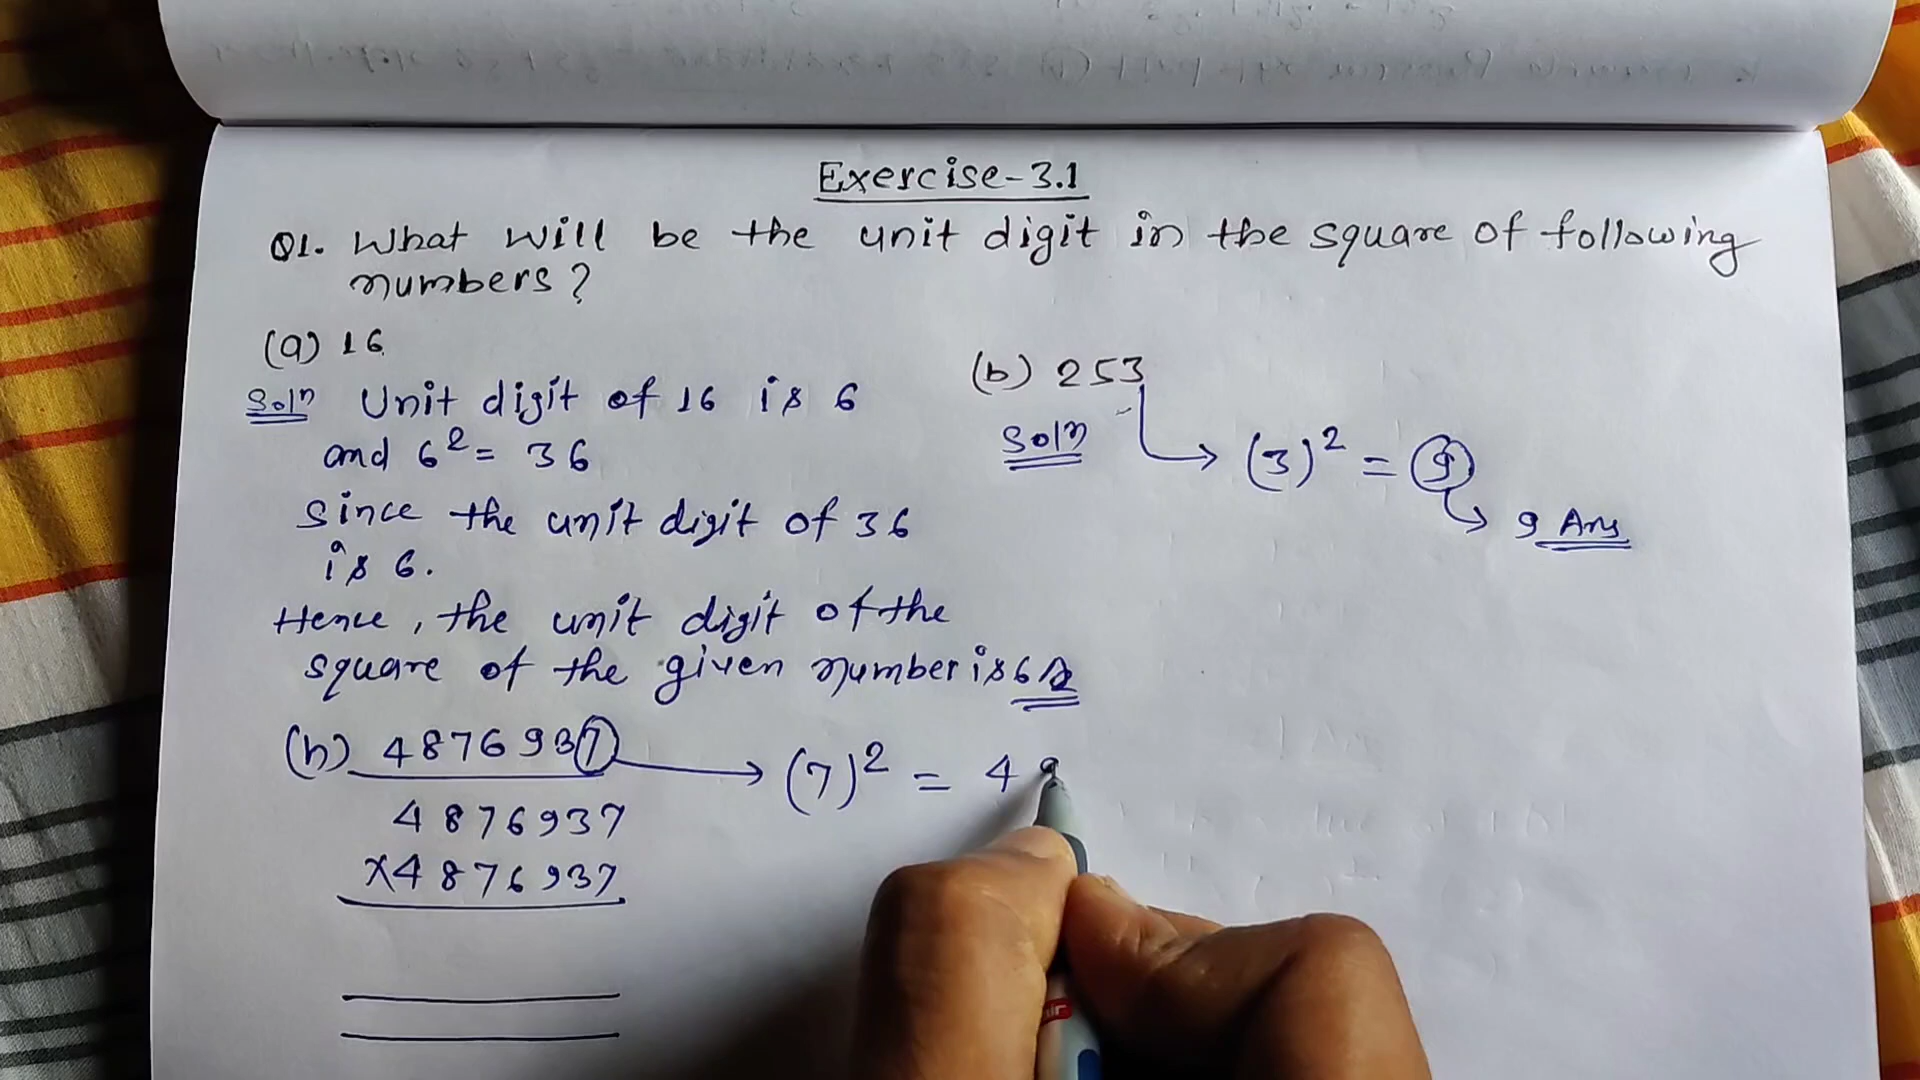 Exercise-3.1
Q1. What will be the unit digit in the square of following
numbers?
(a) 16
Soln Unit digit of 16 is 6
and 6² = 36
Since the unit digit of 36
is 6.
Hence, the unit digit of the
square of the given number is 6 A
(b) 253
Soln (3)² = 9
9 Ans
(h) 4876937 (7)² = 49
4876937
×4876937